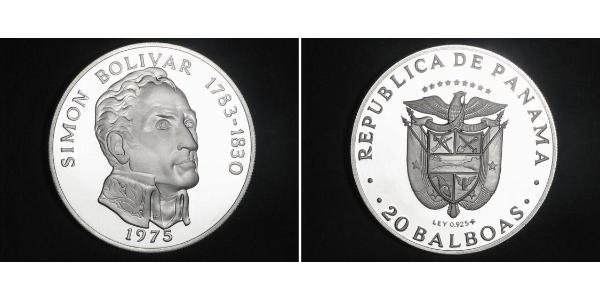 SIMON BOLIVAR 1783-1830
1975
REPUBLICA DE PANAMA
LEY 0.925
· 20 BALBOAS ·